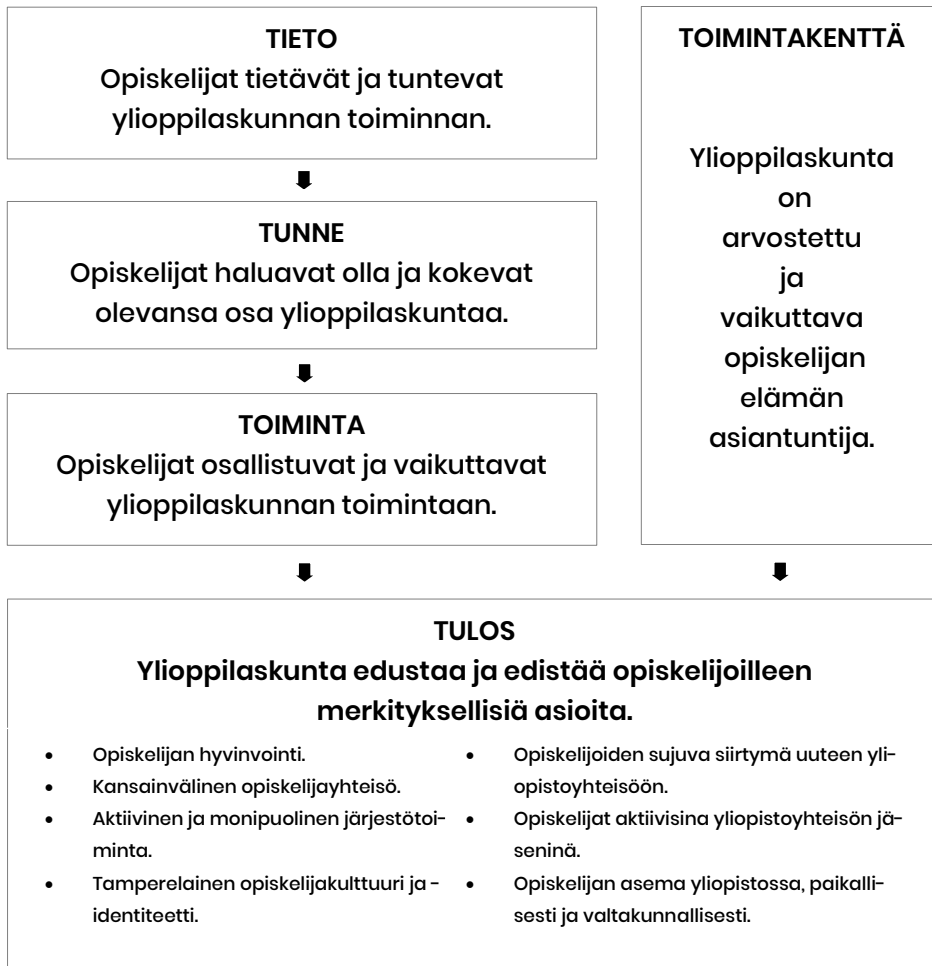 TIETO
Opiskelijat tietävät ja tuntevat
ylioppilaskunnan toiminnan.
TUNNE
Opiskelijat haluavat olla ja kokevat
olevansa osa ylioppilaskuntaa.
TOIMINTA
Opiskelijat osallistuvat ja vaikuttavat
ylioppilaskunnan toimintaan.
TOIMINTAKENTTÄ
Ylioppilaskunta
on
arvostettu
ja
vaikuttava
opiskelijan
elämän
asiantuntija.
TULOS
Ylioppilaskunta edustaa ja edistää opiskelijoilleen
merkityksellisiä asioita.
• Opiskelijan hyvinvointi.
• Kansainvälinen opiskelijayhteisö.
• Aktiivinen ja monipuolinen järjestötoi-
minta.
• Tamperelainen opiskelijakulttuuri ja -
identiteetti.
• Opiskelijoiden sujuva siirtymä uuteen yli-
opistoyhteisöön.
• Opiskelijat aktiivisina yliopistoyhteisön jä-
seninä.
• Opiskelijan asema yliopistossa, paikalli-
sesti ja valtakunnallisesti.